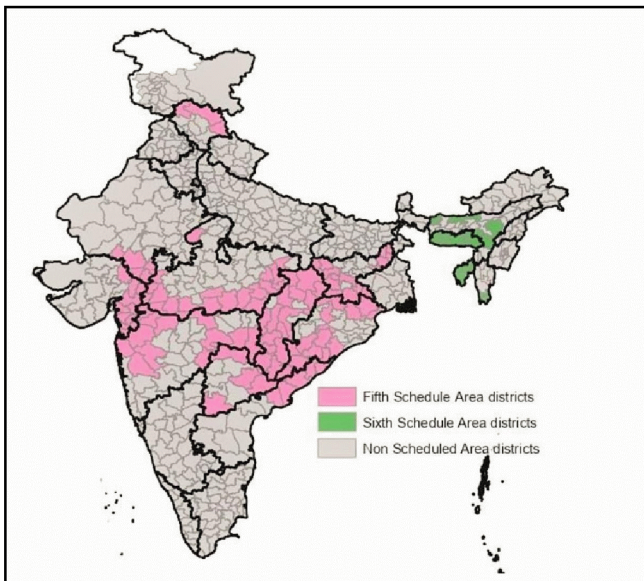 Fifth Schedule Area districts
Sixth Schedule Area districts
Non Scheduled Area districts